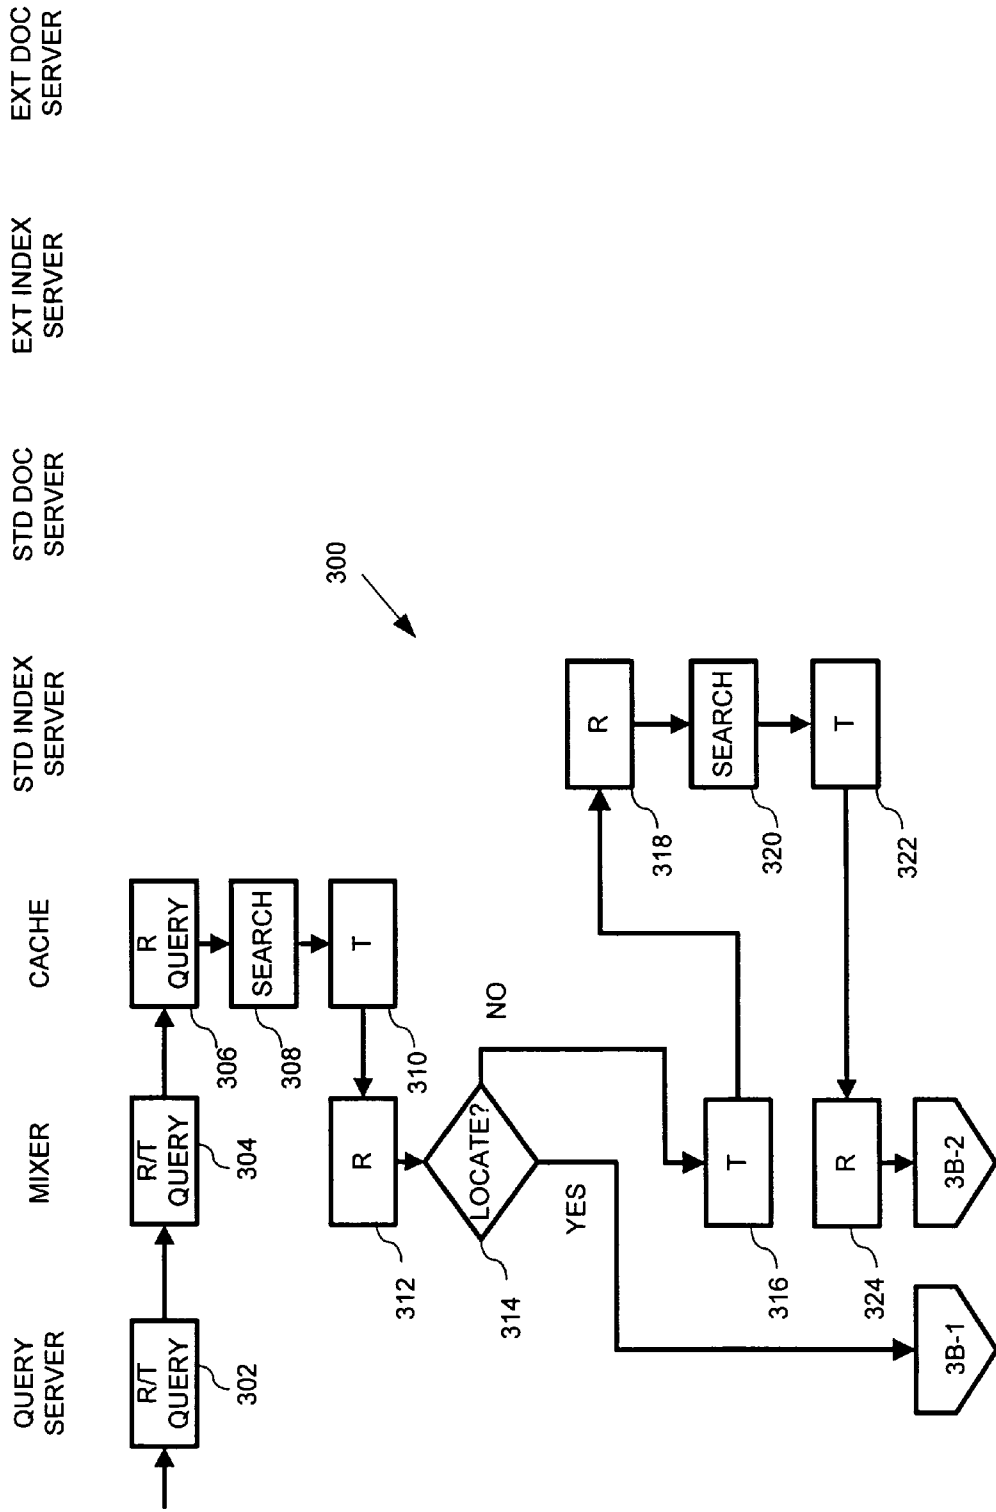 QUERY
SERVER
MIXER
CACHE
STD INDEX
SERVER
STD DOC
SERVER
EXT INDEX
SERVER
EXT DOC
SERVER
R/T
QUERY
302
R/T
QUERY
304
R
QUERY
306
SEARCH
308
T
310
R
312
LOCATE?
314
NO
YES
300
T
316
R
318
SEARCH
320
T
322
R
324
3B-1
3B-2